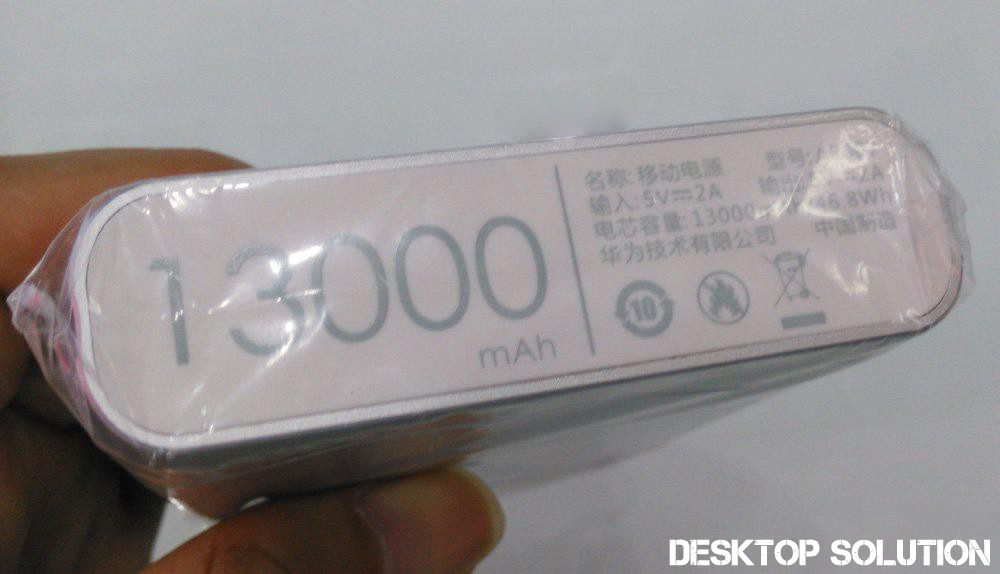 13000
mAh
名称: 移动电源 型号:
输入: 5V⎓2A 输出 2A
电芯容量: 13000 46.8Wh
华为技术有限公司 中国制造
10
DESKTOP SOLUTION